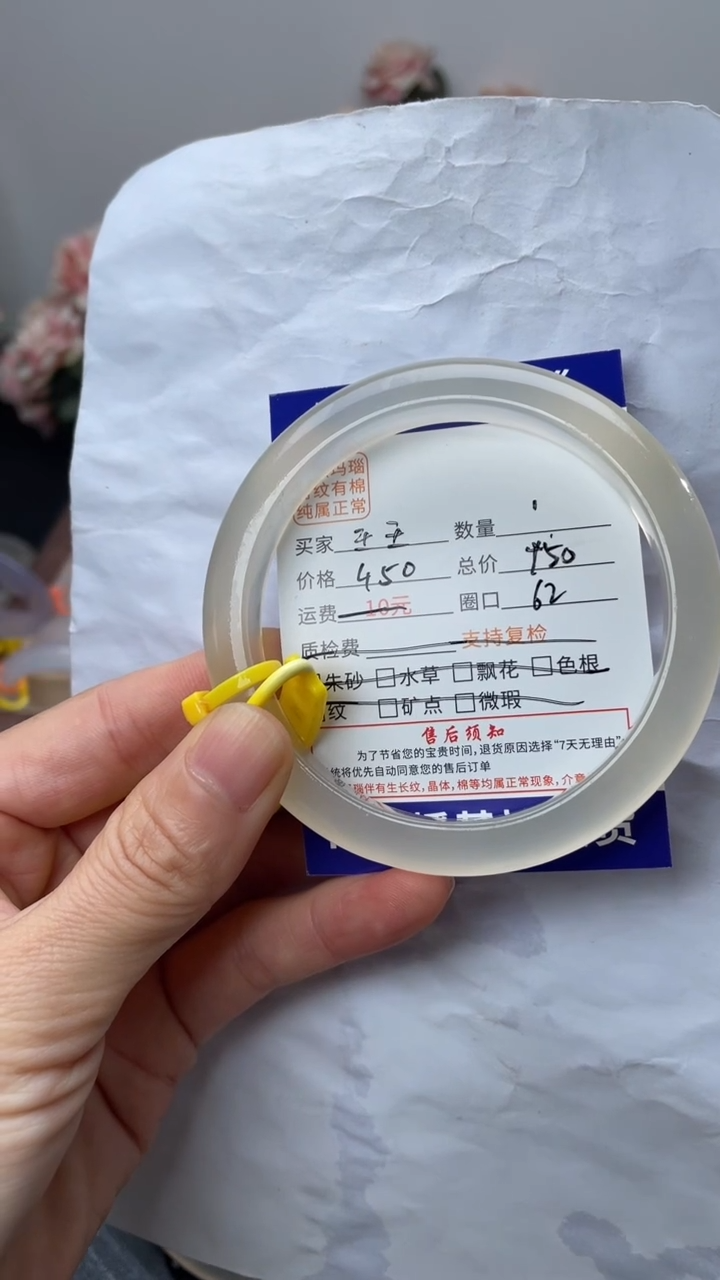 玛瑙
纹有棉
纯属正常
买家 王王 数量 1
价格 450 总价 450
运费 10元 圈口 62
质检费 支持复检
朱砂 □水草 □飘花 □色根
纹 □矿点 □微瑕
售后须知
为了节省您的宝贵时间,退货原因选择"7天无理由"
统将优先自动同意您的售后订单
瑙伴有生长纹,晶体,棉等均属正常现象,介意